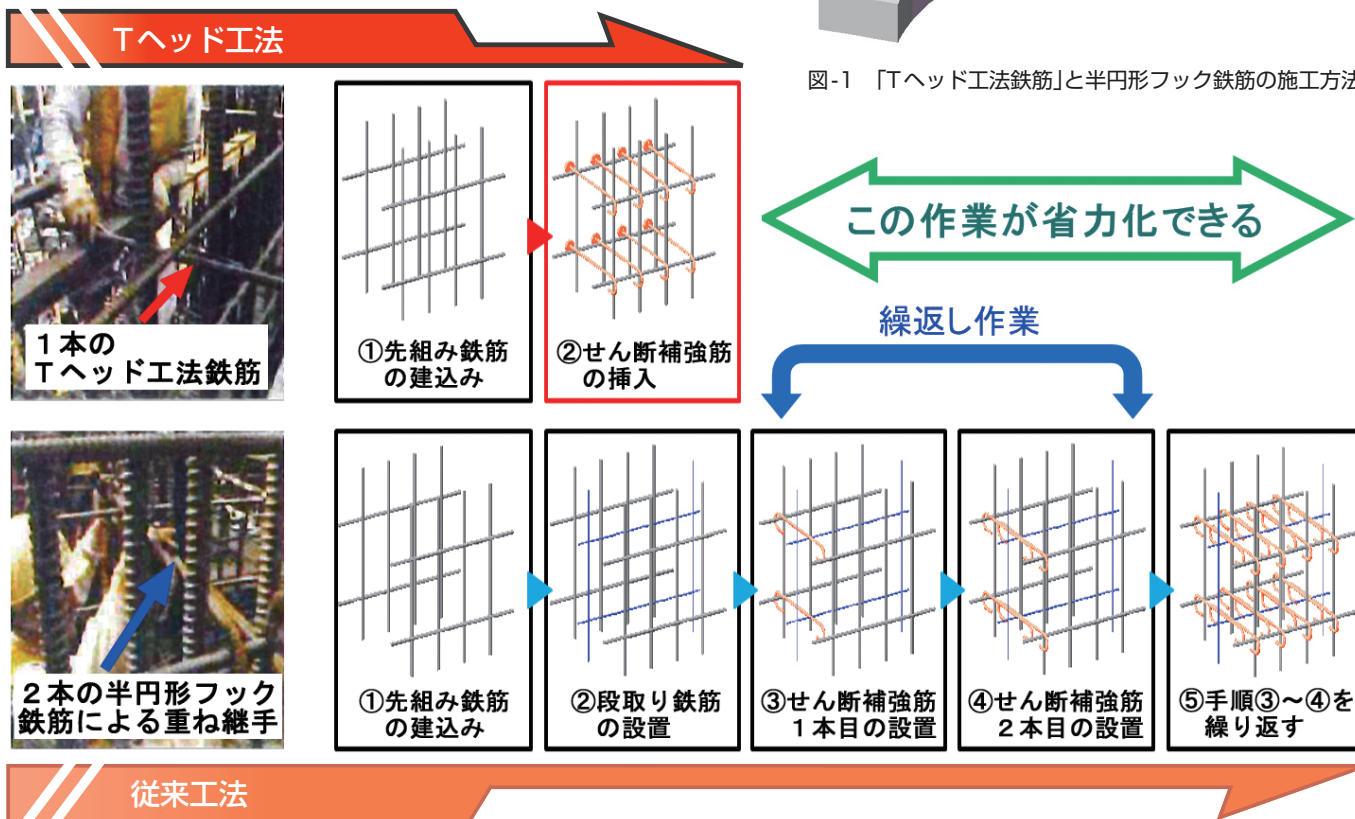 Tヘッド工法
図-1 「Tヘッド工法鉄筋」と半円形フック鉄筋の施工方法
1本の
Tヘッド工法鉄筋
①先組み鉄筋
の建込み
②せん断補強筋
の挿入
この作業が省力化できる
繰返し作業
2本の半円形フック
鉄筋による重ね継手
①先組み鉄筋
の建込み
②段取り鉄筋
の設置
③せん断補強筋
1本目の設置
④せん断補強筋
2本目の設置
⑤手順③～④を
繰り返す
従来工法